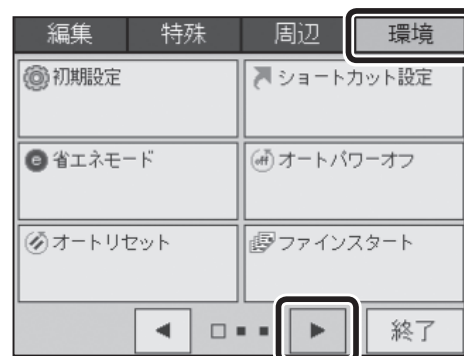 編集 特殊 周辺 環境
初期設定 ショートカット設定
e 省エネモード off オートパワーオフ
オートリセット ファインスタート
終了